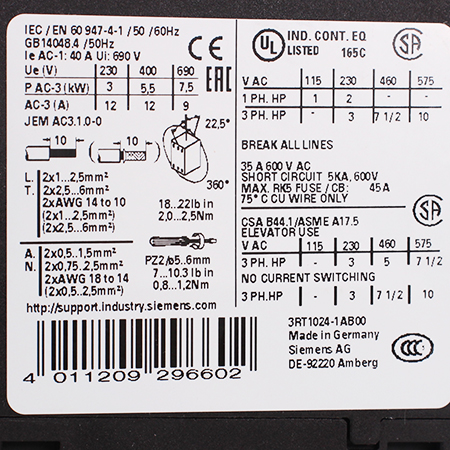 IEC / EN 60 947-4-1 / 50 /60Hz
GB14048.4 /50Hz
Ie AC-1: 40 A Ui: 690 V
Ue (V) 230 400 690
P AC-3 (kW) 3 5,5 7,5
AC-3 (A) 12 12 9
JEM AC3.1.0-0
CE
EAC
10 10
22,5°
360°
L. 2x1...2,5mm²
T. 2x2,5...6mm²
2xAWG 14 to 10
(2x1...2,5mm²)
(2x2,5...6mm²)
18...22lb in
2,0...2,5Nm
A. 2x0,5...1,5mm²
N. 2x0,75...2,5mm²
2xAWG 18 to 14
(2x0,5...2,5mm²)
PZ2/ø5...6mm
7...10.3lb in
0,8...1,2Nm
http://support.industry.siemens.com
4 011209 296602
UL IND. CONT. EQ
LISTED 165C
SA
V AC 115 230 460 575
1 PH. HP 1 2 - -
3 PH. HP - 3 7 1/2 10
BREAK ALL LINES
35 A 600 V AC
SHORT CIRCUIT 5KA, 600V
MAX. RK5 FUSE / CB: 45A
75° C CU WIRE ONLY
SA
CSA B44.1/ASME A17.5
ELEVATOR USE
V AC 115 230 460 575
3 PH.HP - 3 5 7 1/2
NO CURRENT SWITCHING
3 PH.HP - 3 7 1/2 10
3RT1024-1AB00
Made in Germany
Siemens AG
DE-92220 Amberg
CCC